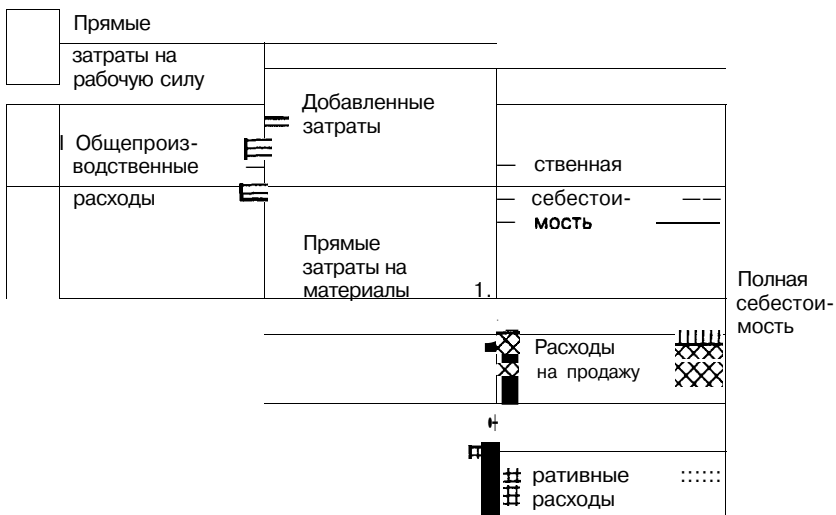 Прямые
затраты на
рабочую силу
Общепроиз-
водственные
расходы
Добавленные
затраты
Прямые
затраты на
материалы 1.
ственная
себестои-
мость
Расходы
на продажу
ративные
расходы
Полная
себестои-
мость